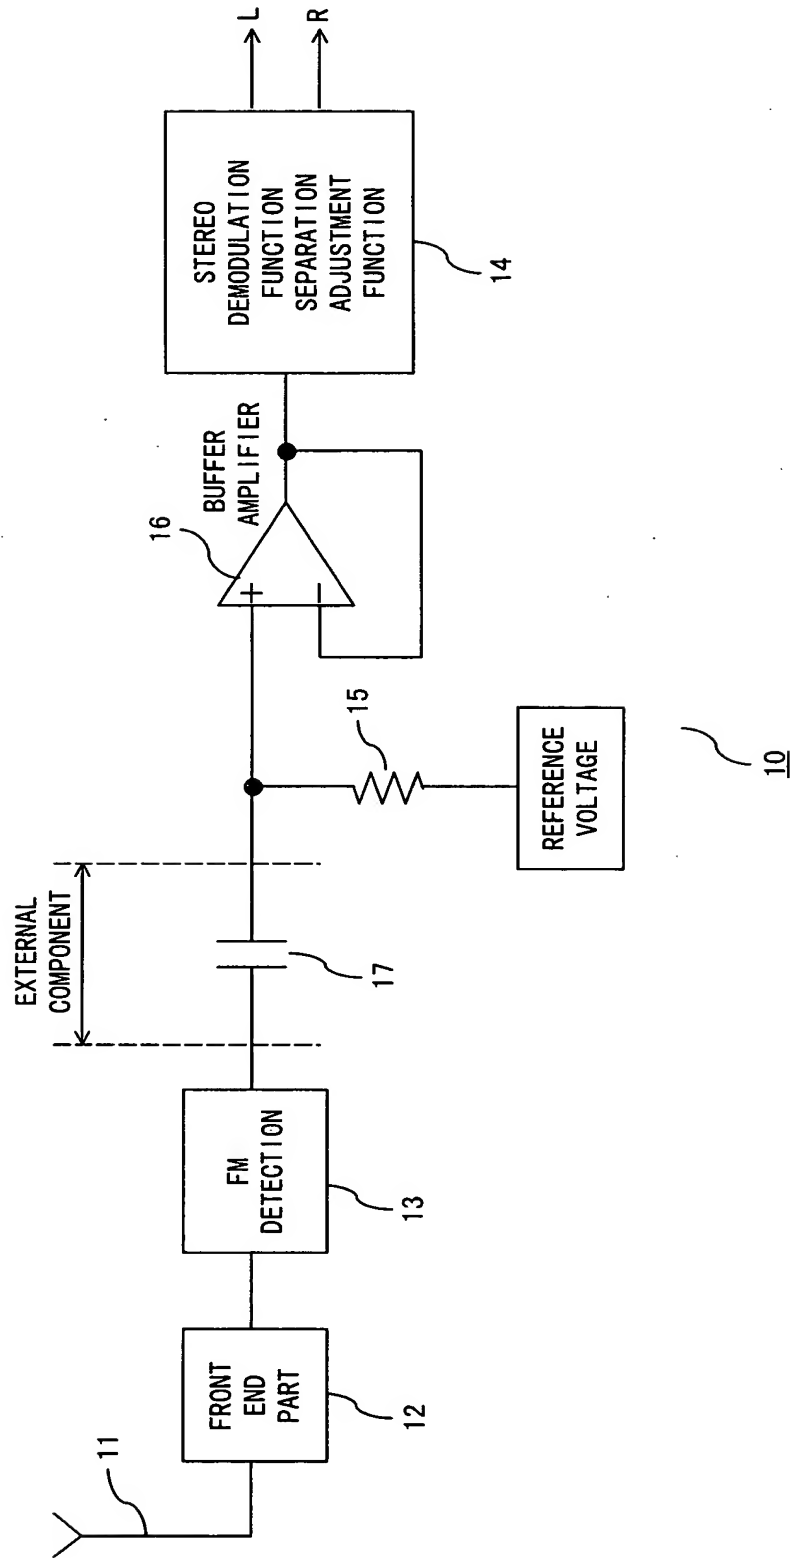 11
FRONT
END
PART
12
FM
DETECTION
13
EXTERNAL
COMPONENT
17
15
REFERENCE
VOLTAGE
16
BUFFER
AMPLIFIER
+
−
STEREO
DEMODULATION
FUNCTION
SEPARATION
ADJUSTMENT
FUNCTION
14
L
R
10